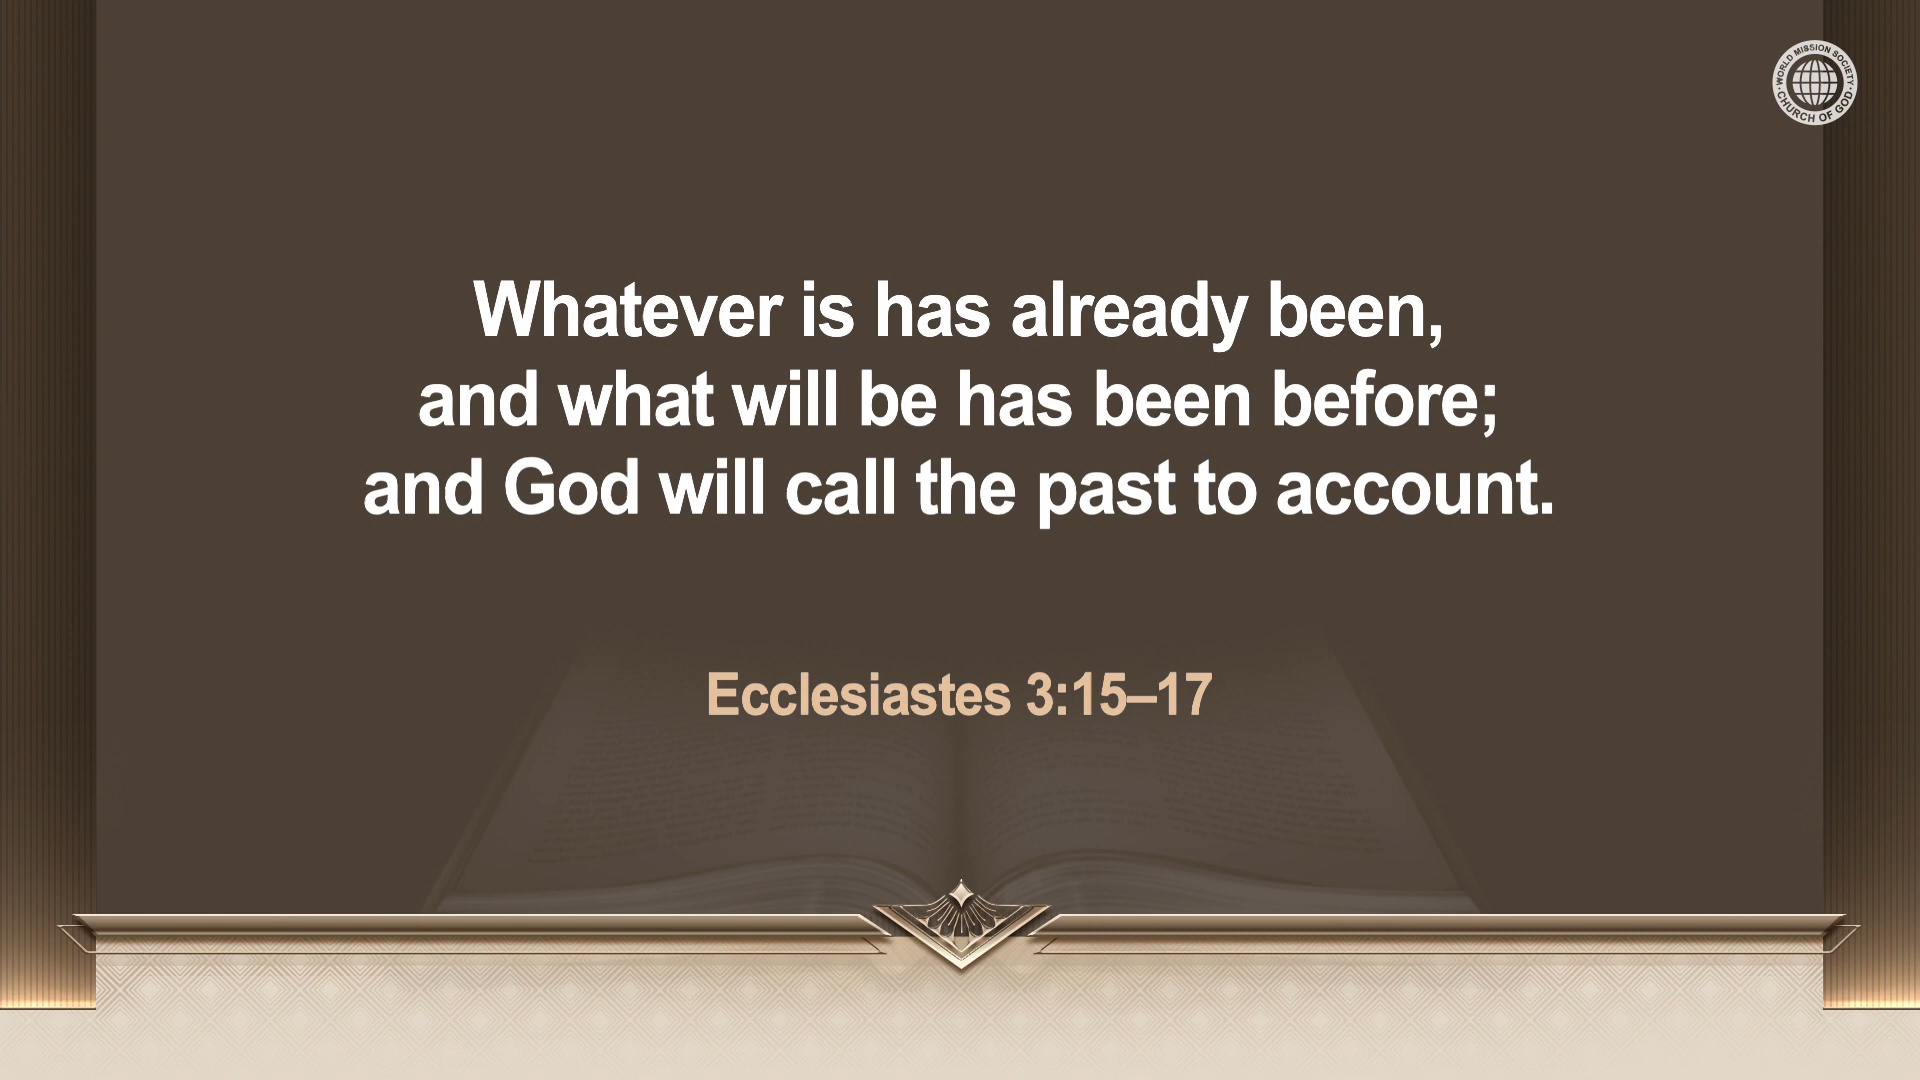 WORLD MISSION SOCIETY
CHURCH OF GOD
Whatever is has already been,
and what will be has been before;
and God will call the past to account.
Ecclesiastes 3:15–17